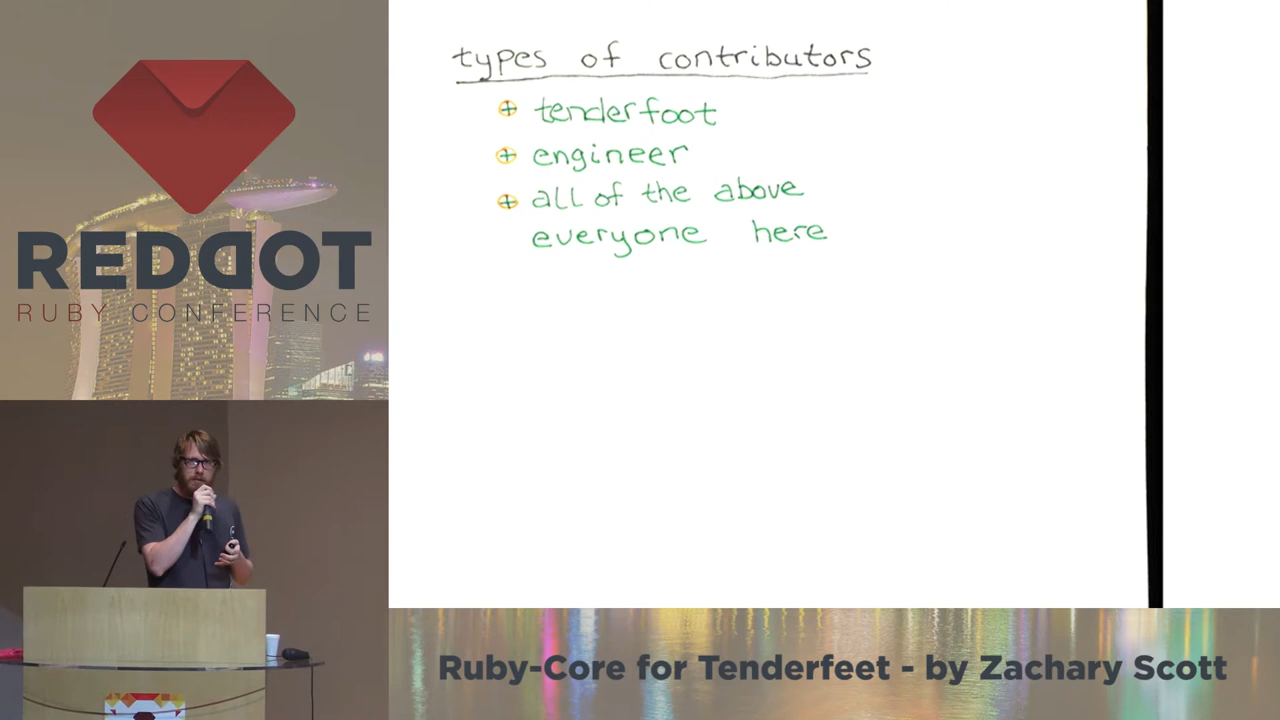 types of contributors
tenderfoot
engineer
all of the above
everyone here
REDDOT
RUBY CONFERENCE
Ruby-Core for Tenderfeet - by Zachary Scott